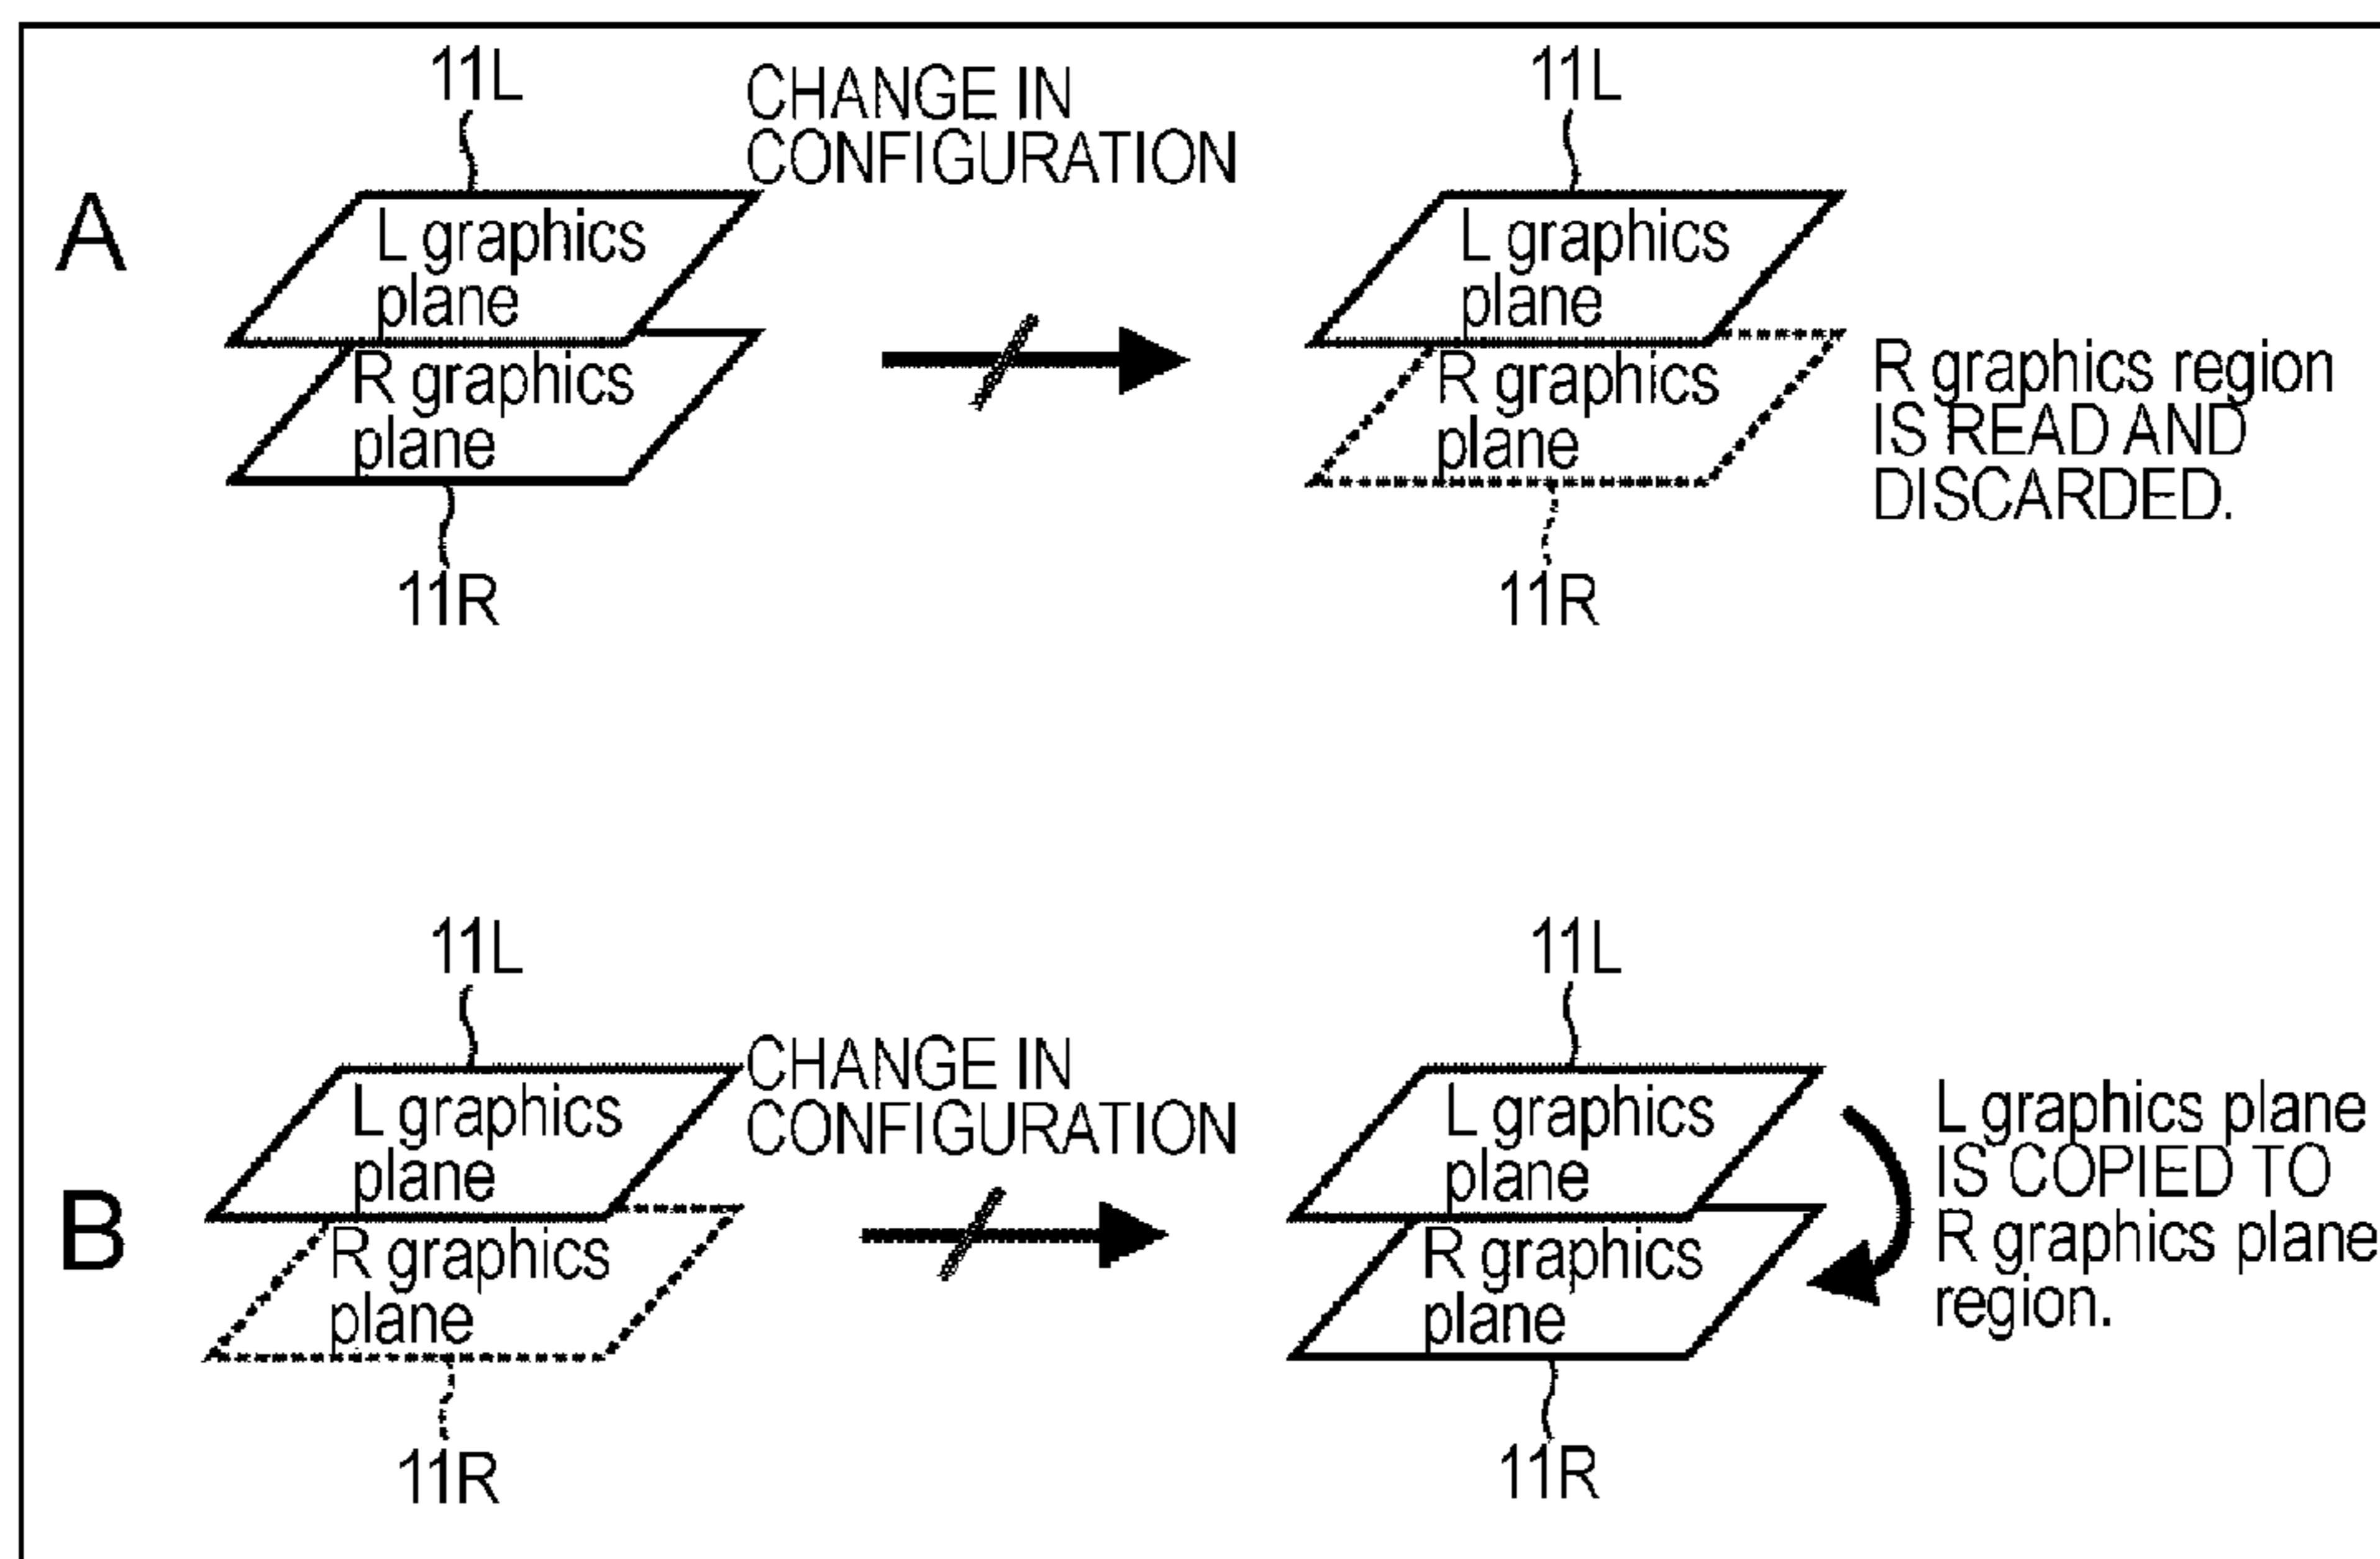 11L
CHANGE IN
CONFIGURATION
11L
A
L graphics
plane
R graphics
plane
L graphics
plane
R graphics
plane
R graphics region
IS READ AND
DISCARDED.
11R
11R
11L
CHANGE IN
CONFIGURATION
11L
B
L graphics
plane
R graphics
plane
L graphics
plane
R graphics
plane
L graphics plane
IS COPIED TO
R graphics plane
region.
11R
11R